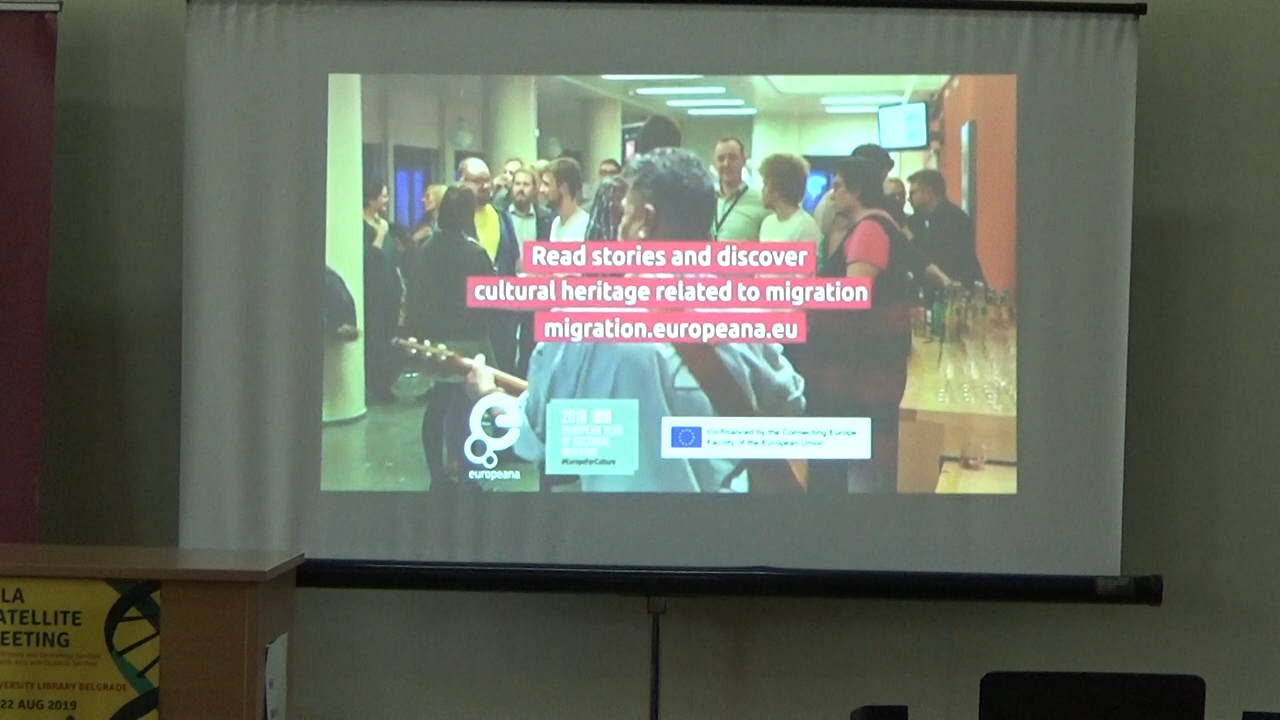 Read stories and discover
cultural heritage related to migration
migration.europeana.eu
europeana
2018
EUROPEAN YEAR
OF CULTURAL
HERITAGE
#EuropeForCulture
Co-financed by the Connecting Europe
Facility of the European Union
LA
ATELLITE
EETING
VERSITY LIBRARY BELGRADE
22 AUG 2019